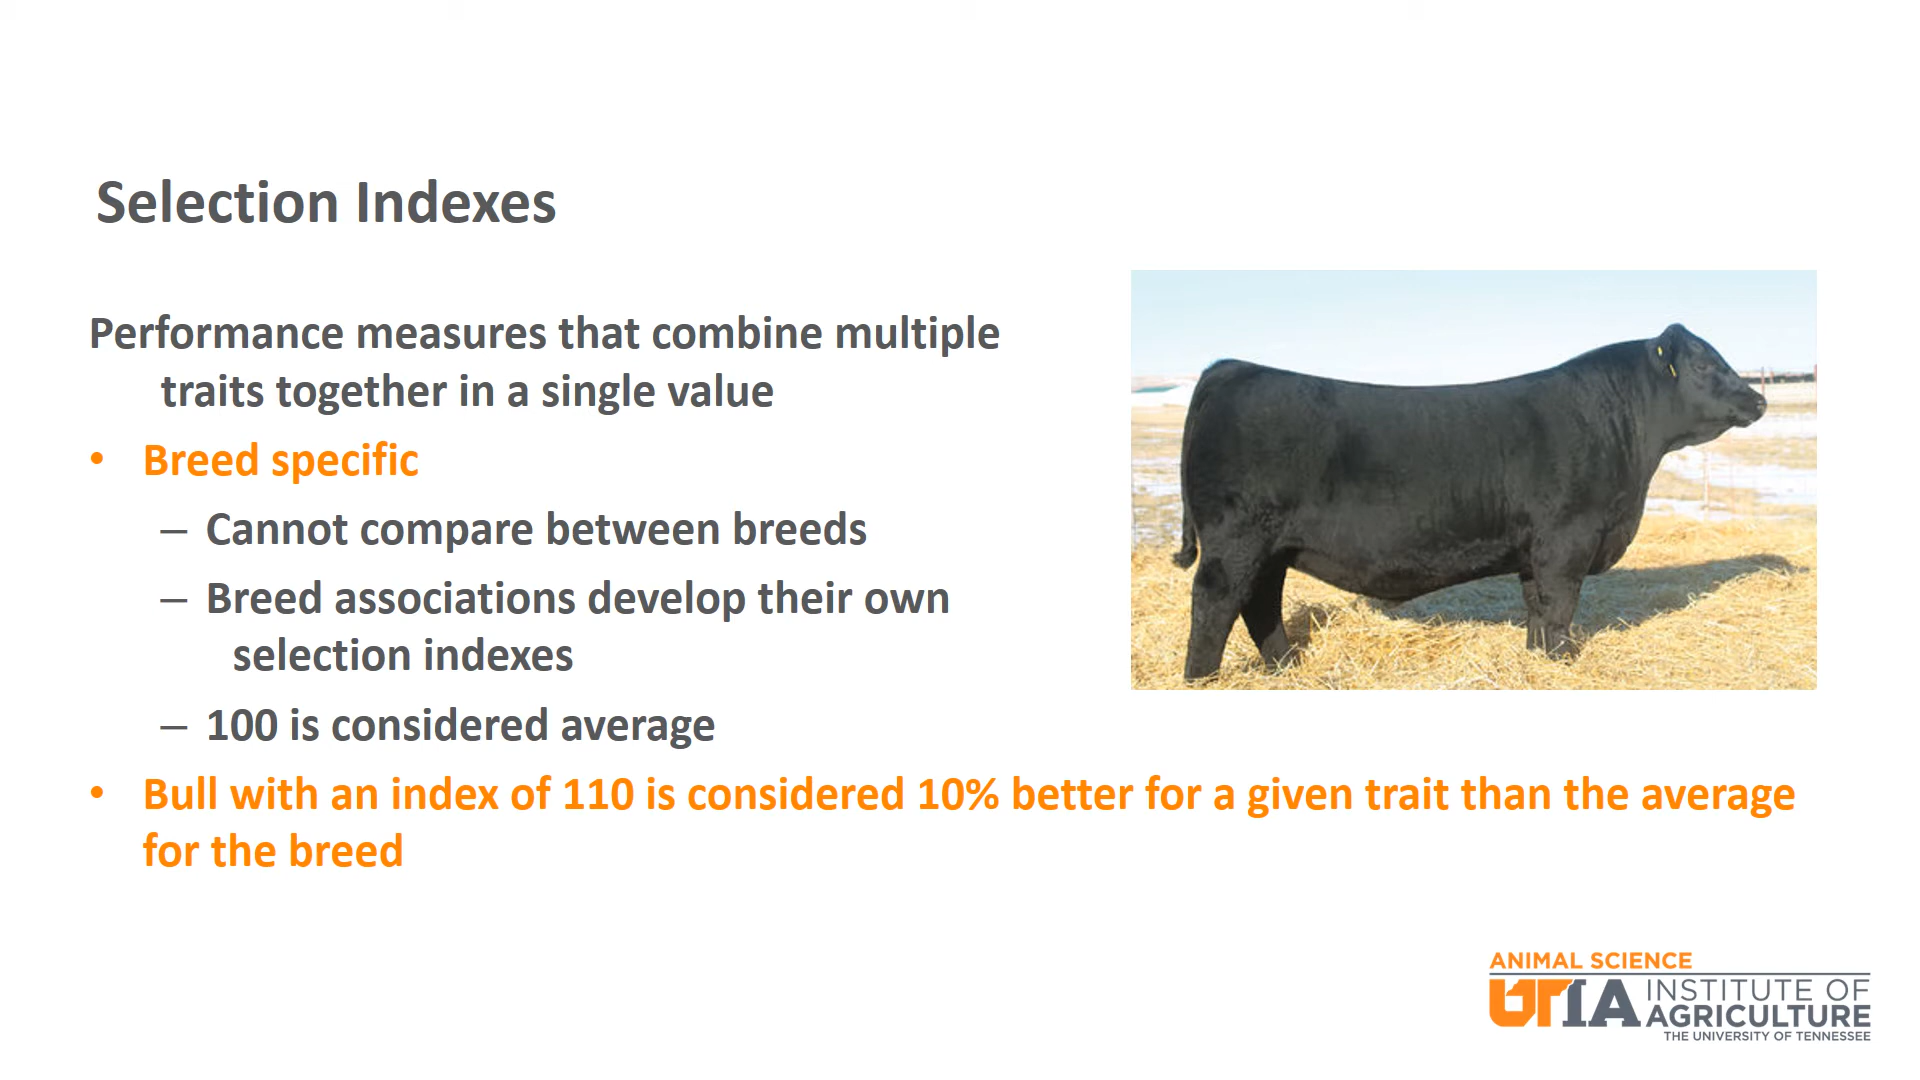 Selection Indexes
Performance measures that combine multiple
traits together in a single value
• Breed specific
– Cannot compare between breeds
– Breed associations develop their own
selection indexes
– 100 is considered average
• Bull with an index of 110 is considered 10% better for a given trait than the average
for the breed
ANIMAL SCIENCE
UTIA INSTITUTE OF
AGRICULTURE
THE UNIVERSITY OF TENNESSEE